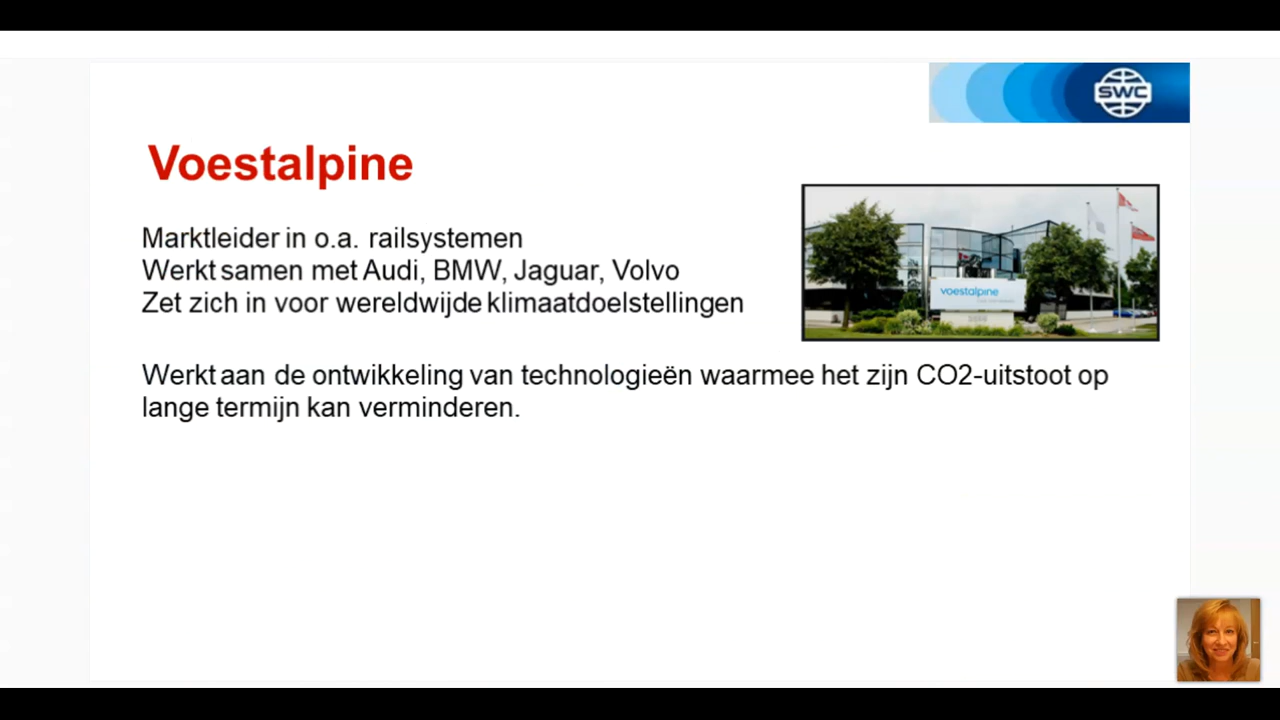 SWC
Voestalpine
Marktleider in o.a. railsystemen
Werkt samen met Audi, BMW, Jaguar, Volvo
Zet zich in voor wereldwijde klimaatdoelstellingen
voestalpine
Werkt aan de ontwikkeling van technologieën waarmee het zijn CO2-uitstoot op
lange termijn kan verminderen.